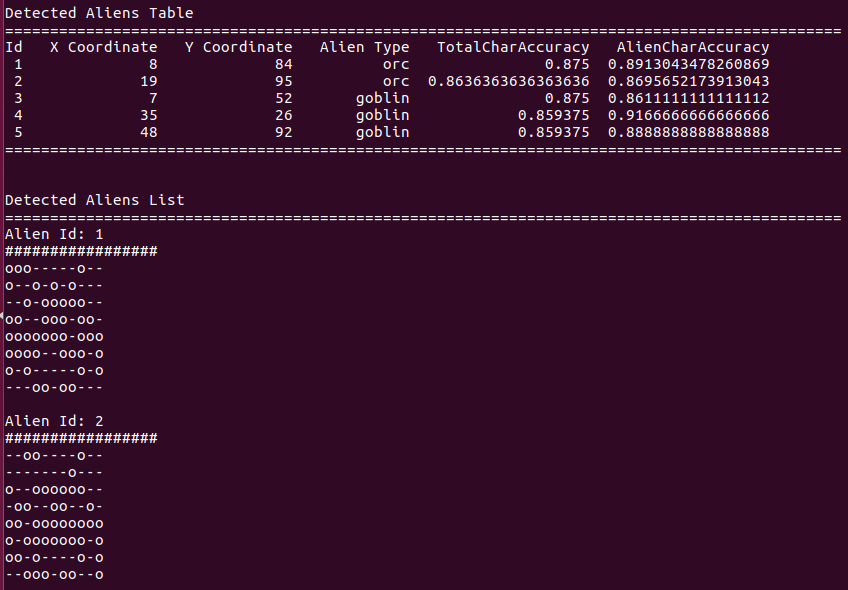 Detected Aliens Table
=============================================================================================
Id   X Coordinate   Y Coordinate   Alien Type   TotalCharAccuracy   AlienCharAccuracy
 1              8             84          orc               0.875  0.8913043478260869
 2             19             95          orc  0.8636363636363636  0.8695652173913043
 3              7             52       goblin               0.875  0.8611111111111112
 4             35             26       goblin            0.859375  0.9166666666666666
 5             48             92       goblin            0.859375  0.8888888888888888
=============================================================================================
Detected Aliens List
=============================================================================================
Alien Id: 1
#################
ooo-----o--
o--o-o-o---
--o-ooooo--
oo--ooo-oo-
ooooooo-ooo
oooo--ooo-o
o-o-----o-o
---oo-oo---
Alien Id: 2
#################
--oo----o--
-------o---
o--oooooo--
-oo--oo--o-
oo-oooooooo
o-ooooooo-o
oo-o----o-o
--ooo-oo--o